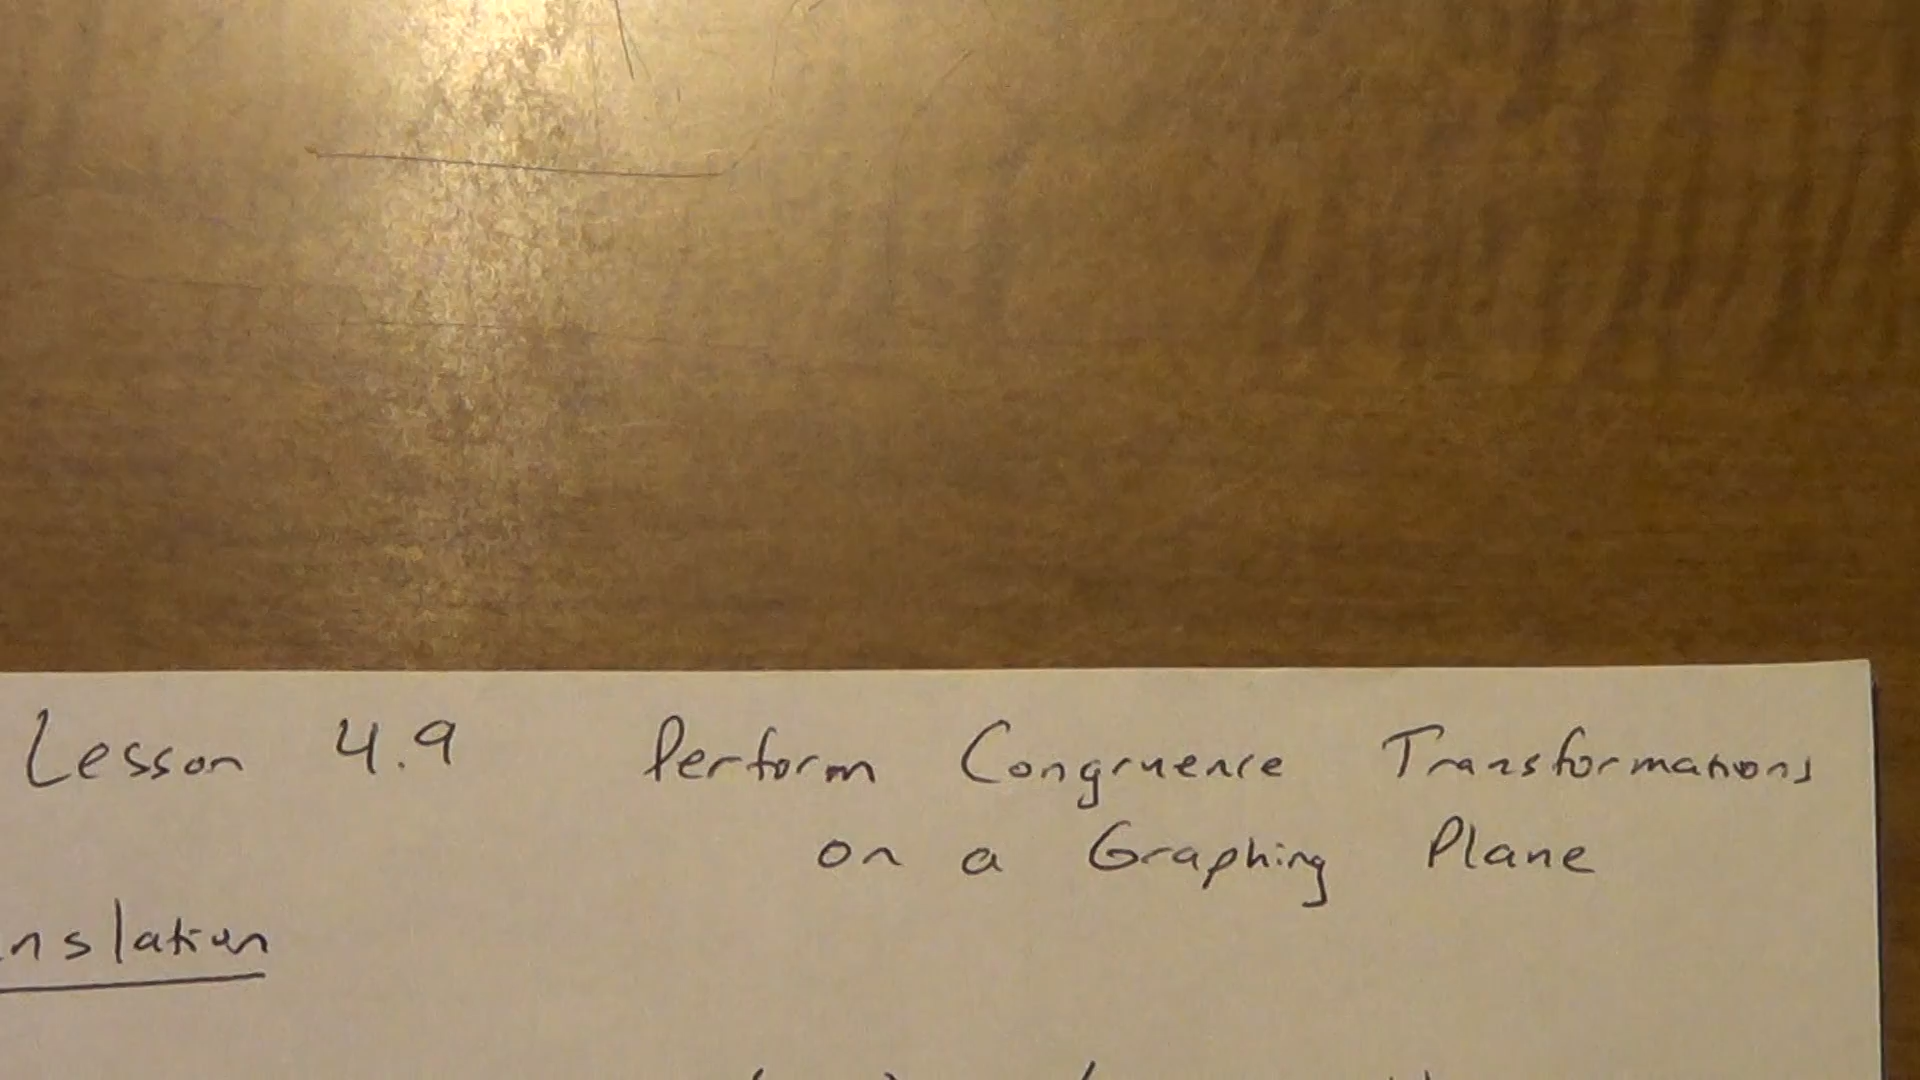 Lesson 4.9 Perform Congruence Transformations
on a Graphing Plane
nslation